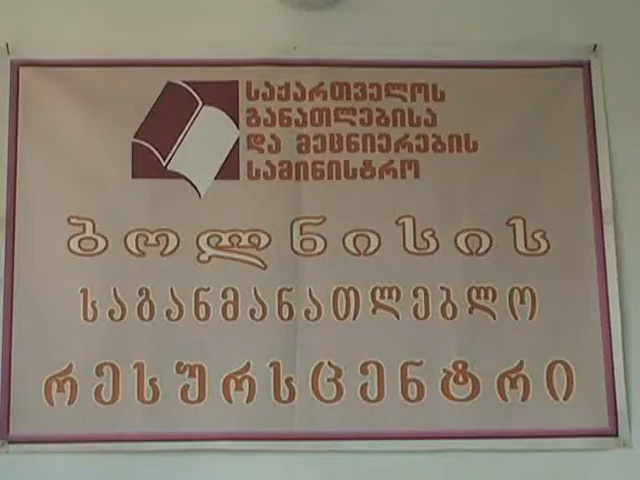 საქართველოს
განათლებისა
და მეცნიერების
სამინისტრო
ბოლნისის
საგანმანათლებლო
რესურსცენტრი